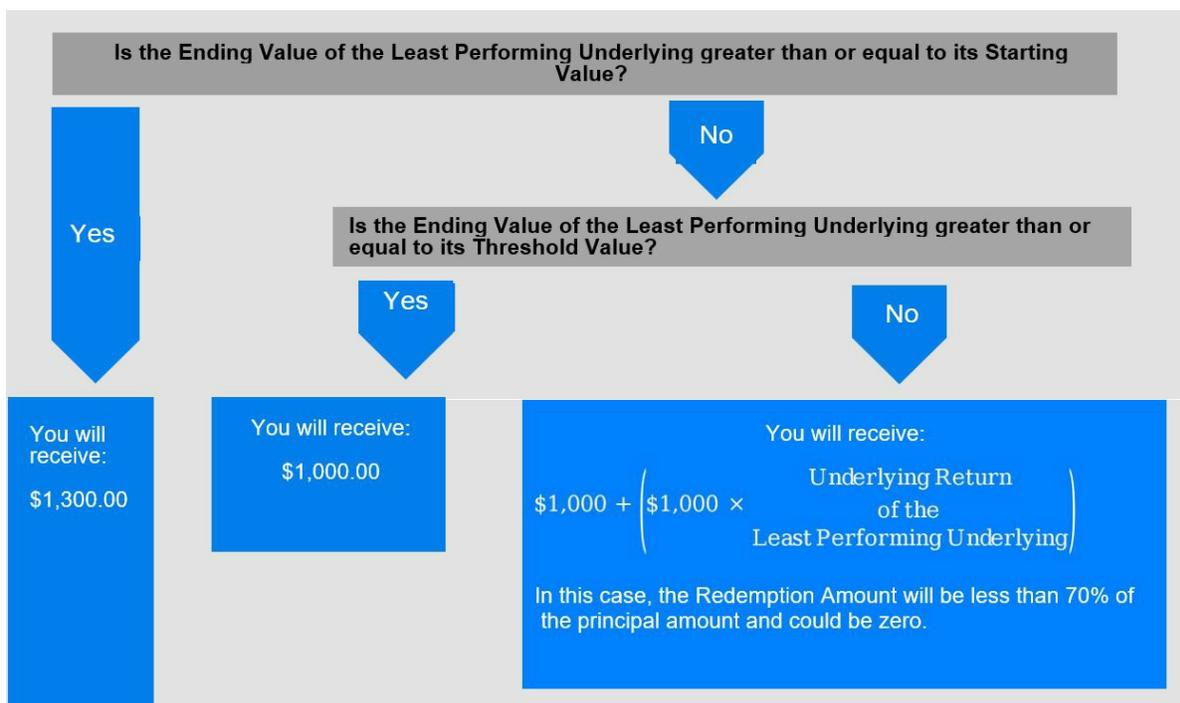 Is the Ending Value of the Least Performing Underlying greater than or equal to its Starting
Value?
No
Yes
Is the Ending Value of the Least Performing Underlying greater than or
equal to its Threshold Value?
Yes
No
You will
receive:
$1,300.00
You will receive:
$1,000.00
You will receive:
$1,000 + ($1,000 × Underlying Return
of the
Least Performing Underlying)
In this case, the Redemption Amount will be less than 70% of
the principal amount and could be zero.